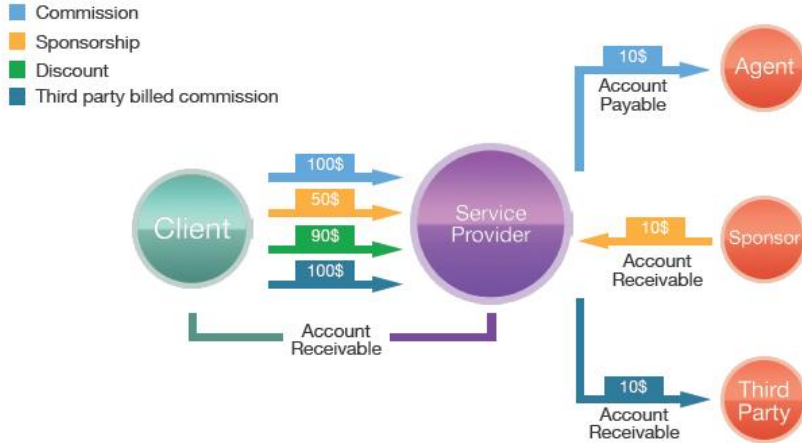 Commission
Sponsorship
Discount
Third party billed commission
10$
Agent
Account
Payable
100$
50$
90$
100$
Client
Service
Provider
10$
Sponsor
Account
Receivable
Account
Receivable
10$
Third
Party
Account
Receivable